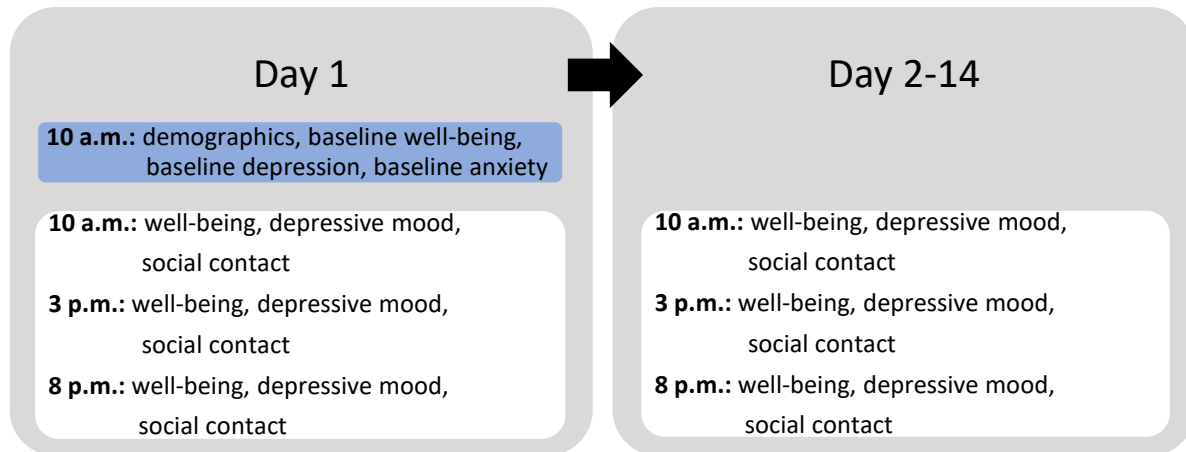 Day 1
10 a.m.: demographics, baseline well-being,
baseline depression, baseline anxiety
10 a.m.: well-being, depressive mood,
social contact
3 p.m.: well-being, depressive mood,
social contact
8 p.m.: well-being, depressive mood,
social contact
Day 2-14
10 a.m.: well-being, depressive mood,
social contact
3 p.m.: well-being, depressive mood,
social contact
8 p.m.: well-being, depressive mood,
social contact